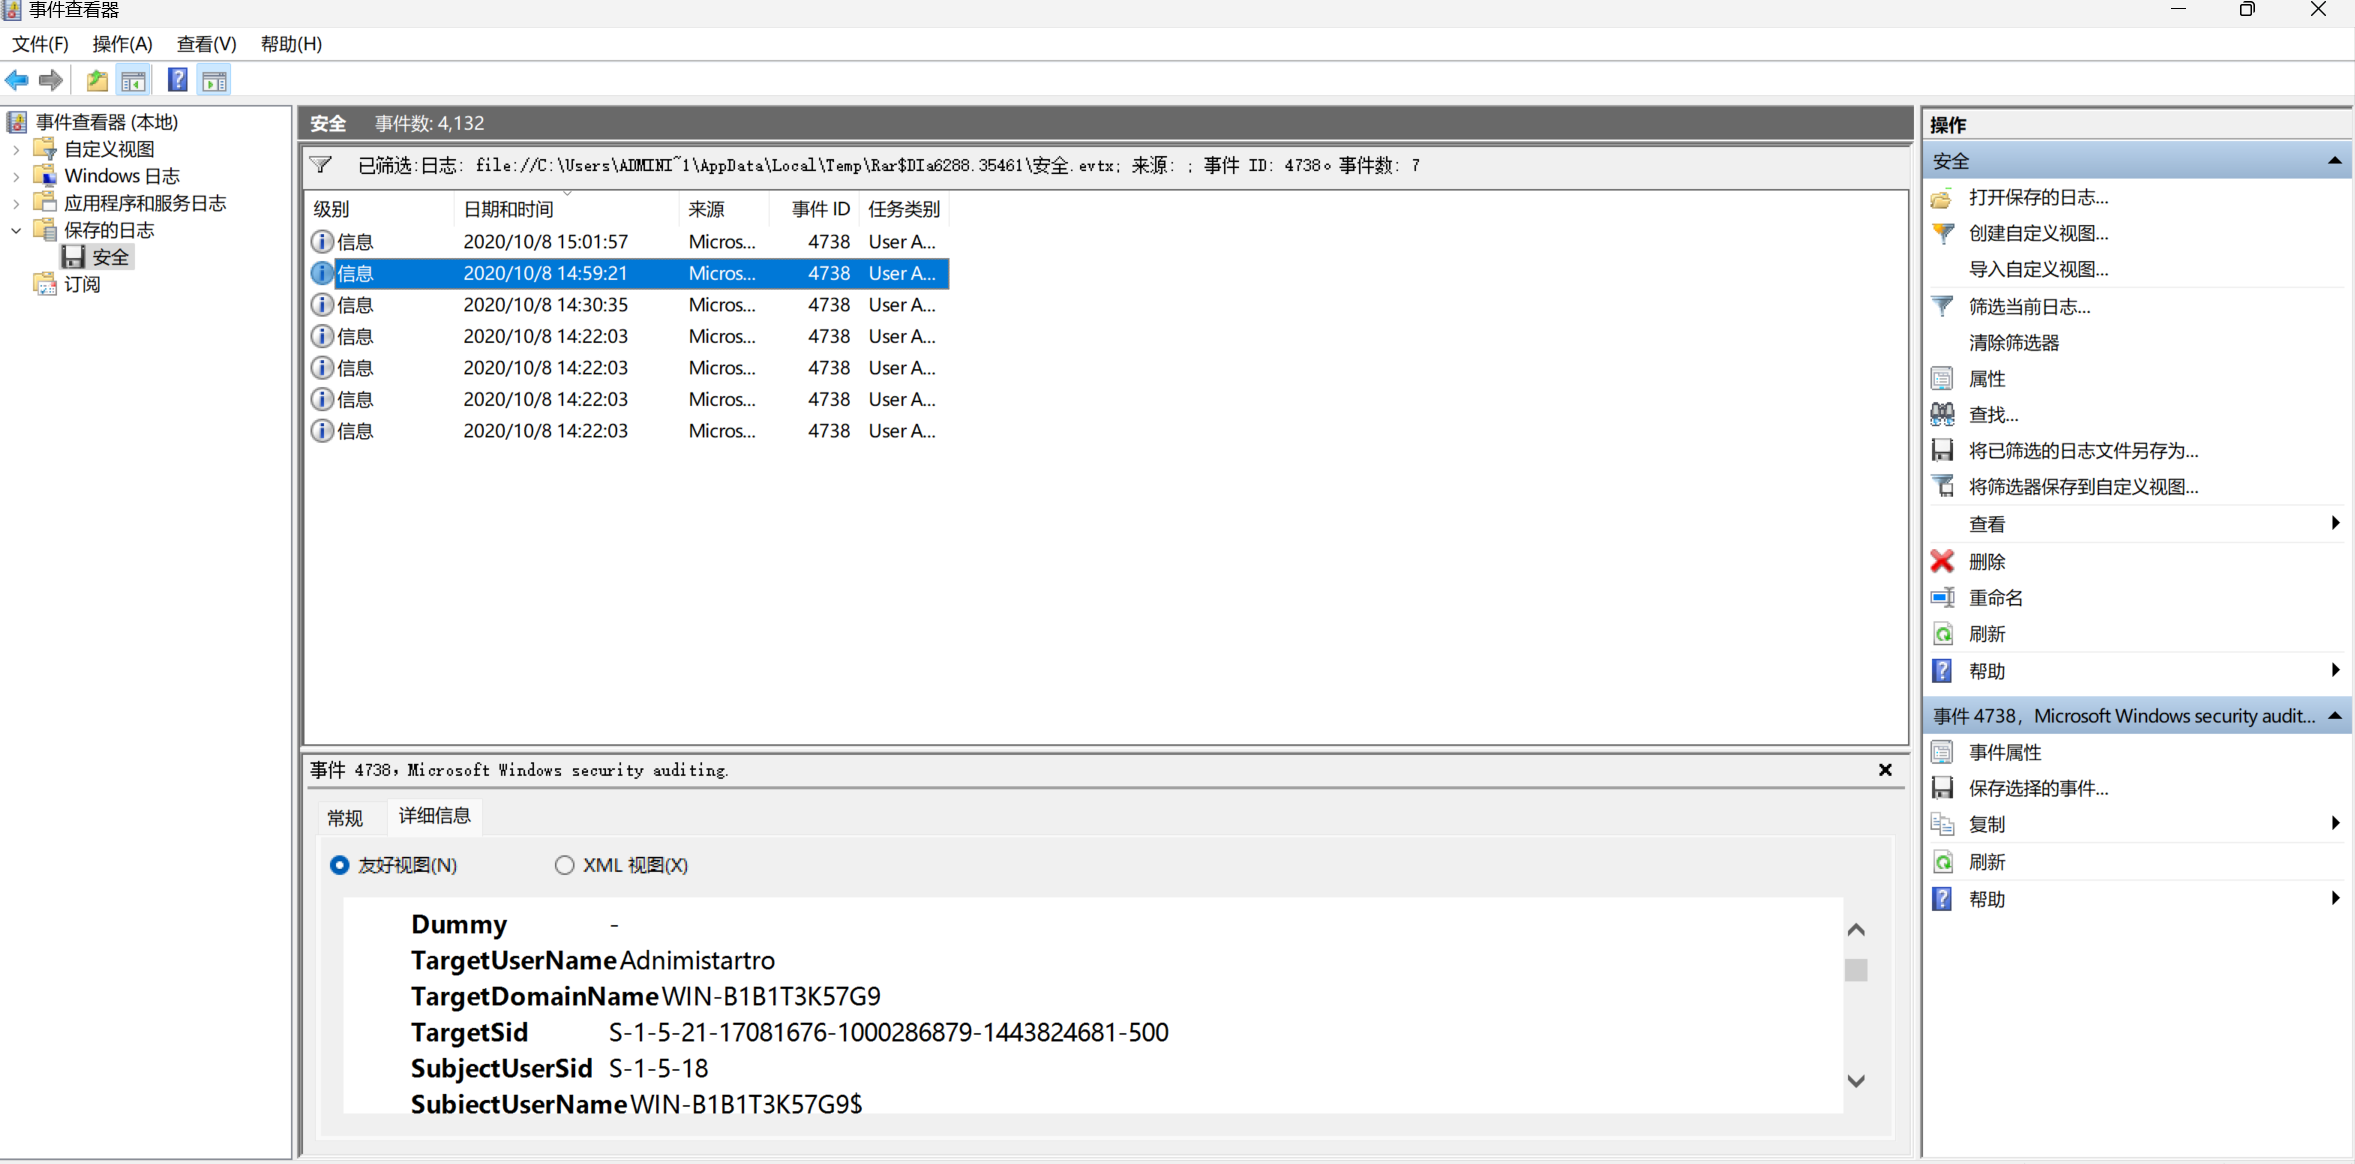 事件查看器
文件(F) 操作(A) 查看(V) 帮助(H)
事件查看器 (本地)
自定义视图
Windows 日志
应用程序和服务日志
保存的日志
安全
订阅
安全 事件数: 4,132
已筛选:日志: file://C:\Users\ADMINI~1\AppData\Local\Temp\Rar$DIa6288.35461\安全.evtx; 来源: ; 事件 ID: 4738。事件数: 7
级别 日期和时间 来源 事件 ID 任务类别
信息 2020/10/8 15:01:57 Micros... 4738 User A...
信息 2020/10/8 14:59:21 Micros... 4738 User A...
信息 2020/10/8 14:30:35 Micros... 4738 User A...
信息 2020/10/8 14:22:03 Micros... 4738 User A...
信息 2020/10/8 14:22:03 Micros... 4738 User A...
信息 2020/10/8 14:22:03 Micros... 4738 User A...
信息 2020/10/8 14:22:03 Micros... 4738 User A...
事件 4738，Microsoft Windows security auditing.
常规 详细信息
友好视图(N) XML 视图(X)
Dummy -
TargetUserName Adnimistartro
TargetDomainName WIN-B1B1T3K57G9
TargetSid S-1-5-21-17081676-1000286879-1443824681-500
SubjectUserSid S-1-5-18
SubjectUserName WIN-B1B1T3K57G9$
操作
安全
打开保存的日志...
创建自定义视图...
导入自定义视图...
筛选当前日志...
清除筛选器
属性
查找...
将已筛选的日志文件另存为...
将筛选器保存到自定义视图...
查看
删除
重命名
刷新
帮助
事件 4738，Microsoft Windows security audit...
事件属性
保存选择的事件...
复制
刷新
帮助